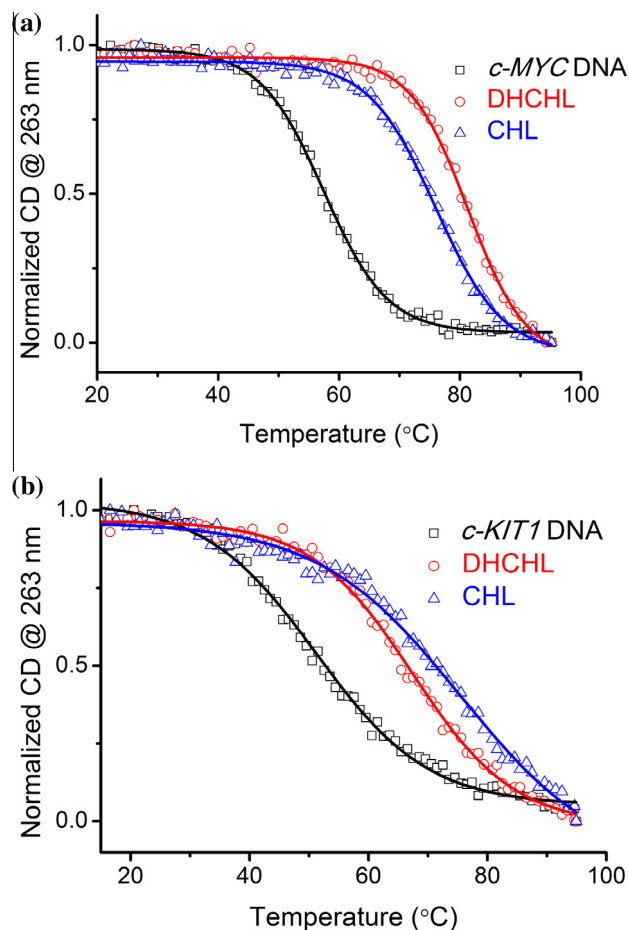 (a)
1.0
0.5
0.0
Normalized CD @ 263 nm
c-MYC DNA
DHCHL
CHL
20 40 60 80 100
Temperature (°C)
(b)
1.0
0.5
0.0
Normalized CD @ 263 nm
c-KIT1 DNA
DHCHL
CHL
20 40 60 80 100
Temperature (°C)